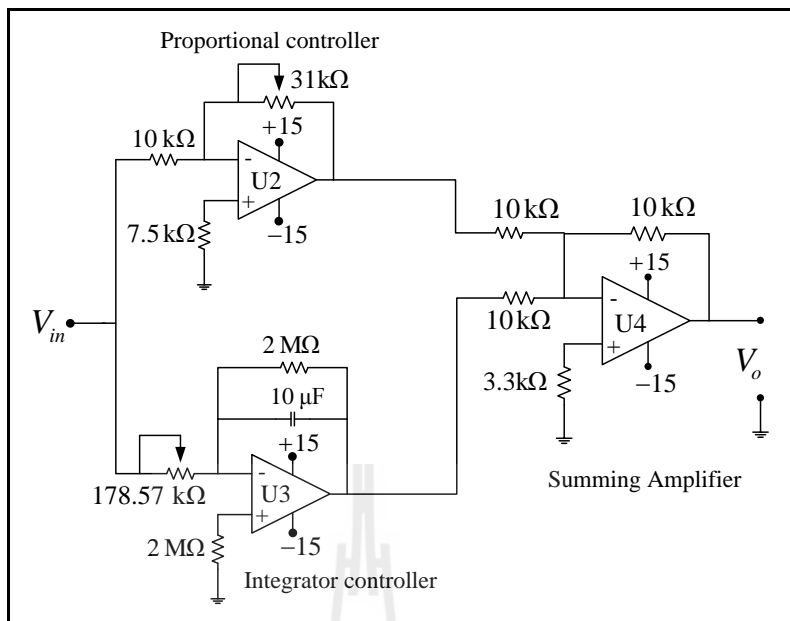 Proportional controller
31kΩ
+15
10 kΩ
-
U2
+
-15
7.5 kΩ
10 kΩ
10 kΩ
+15
-
U4
+
-15
10 kΩ
3.3kΩ
V_in
V_o
2 MΩ
10 μF
+15
-
U3
+
-15
178.57 kΩ
2 MΩ
Summing Amplifier
Integrator controller